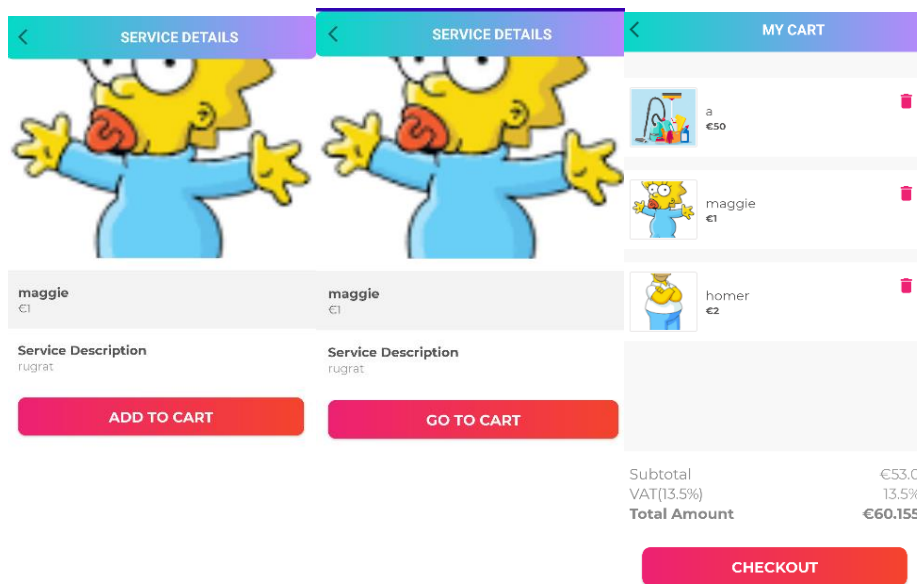 SERVICE DETAILS
maggie
€1
Service Description
rugrat
ADD TO CART
SERVICE DETAILS
maggie
€1
Service Description
rugrat
GO TO CART
MY CART
a
€50
maggie
€1
homer
€2
Subtotal €53.0
VAT(13.5%) 13.5%
Total Amount €60.155
CHECKOUT